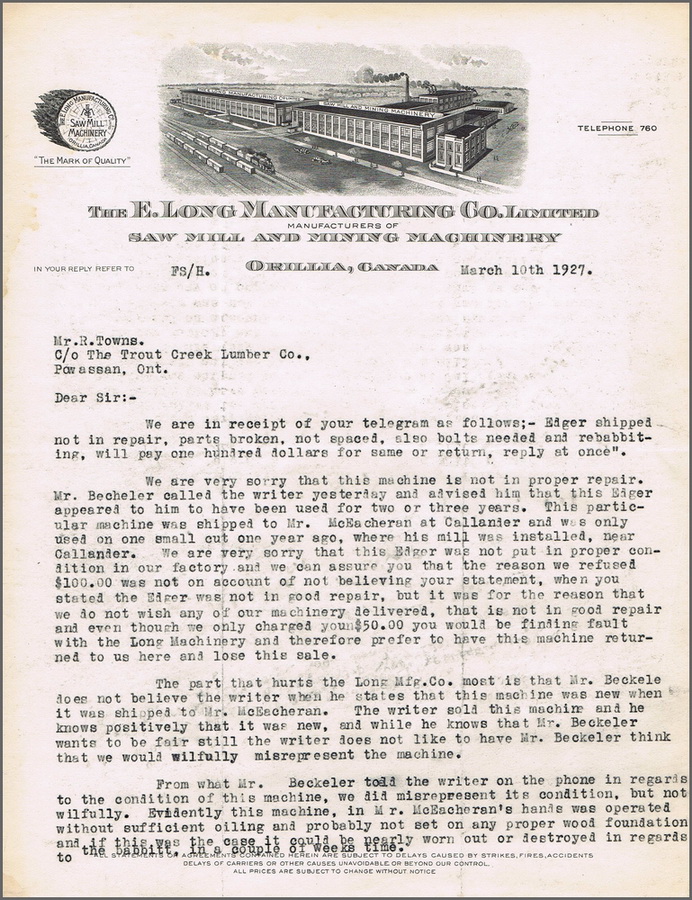 THE E. LONG MANUFACTURING CO.
SAW MILL AND MINING MACHINERY
THE E. LONG MANUFACTURING CO.
SAW MILL
MACHINERY
ORILLIA, CANADA
"THE MARK OF QUALITY"
TELEPHONE 760
THE E. LONG MANUFACTURING CO. LIMITED
MANUFACTURERS OF
SAW MILL AND MINING MACHINERY
IN YOUR REPLY REFER TO FS/H. ORILLIA, CANADA March 10th 1927.
Mr.R.Towns.
C/o The Trout Creek Lumber Co.,
Powassan, Ont.
Dear Sir:-
We are in receipt of your telegram as follows;- Edger shipped
not in repair, parts broken, not spaced, also bolts needed and rebabbit-
ing, will pay one hundred dollars for same or return, reply at once".
We are very sorry that this machine is not in proper repair.
Mr. Becheler called the writer yesterday and advised him that this Edger
appeared to him to have been used for two or three years. This partic-
ular machine was shipped to Mr. McEacheran at Callander and was only
used on one small cut one year ago, where his mill was installed, near
Callander. We are very sorry that this Edger was not put in proper con-
dition in our factory and we can assure you that the reason we refused
$100.00 was not on account of not believing your statement, when you
stated the Edger was not in good repair, but it was for the reason that
we do not wish any of our machinery delivered, that is not in good repair
and even though we only charged youn$50.00 you would be finding fault
with the Long Machinery and therefore prefer to have this machine retur-
ned to us here and lose this sale.
The part that hurts the Long Mfg.Co. most is that Mr. Beckele
does not believe the writer when he states that this machine was new when
it was shipped to Mr. McEacheran. The writer sold this machine and he
knows positively that it was new, and while he knows that Mr. Beckeler
wants to be fair still the writer does not like to have Mr. Beckeler think
that we would wilfully misrepresent the machine.
From what Mr. Beckeler told the writer on the phone in regards
to the condition of this machine, we did misrepresent its condition, but not
wilfully. Evidently this machine, in Mr. McEacheran's hands was operated
without sufficient oiling and probably not set on any proper wood foundation
and if this was the case it could be nearly worn out or destroyed in regards
to the babbitt, in a couple of weeks time.
ALL STATEMENTS OR AGREEMENTS CONTAINED HEREIN ARE SUBJECT TO DELAYS CAUSED BY STRIKES, FIRES, ACCIDENTS
DELAYS OF CARRIERS OR OTHER CAUSES UNAVOIDABLE OR BEYOND OUR CONTROL.
ALL PRICES ARE SUBJECT TO CHANGE WITHOUT NOTICE